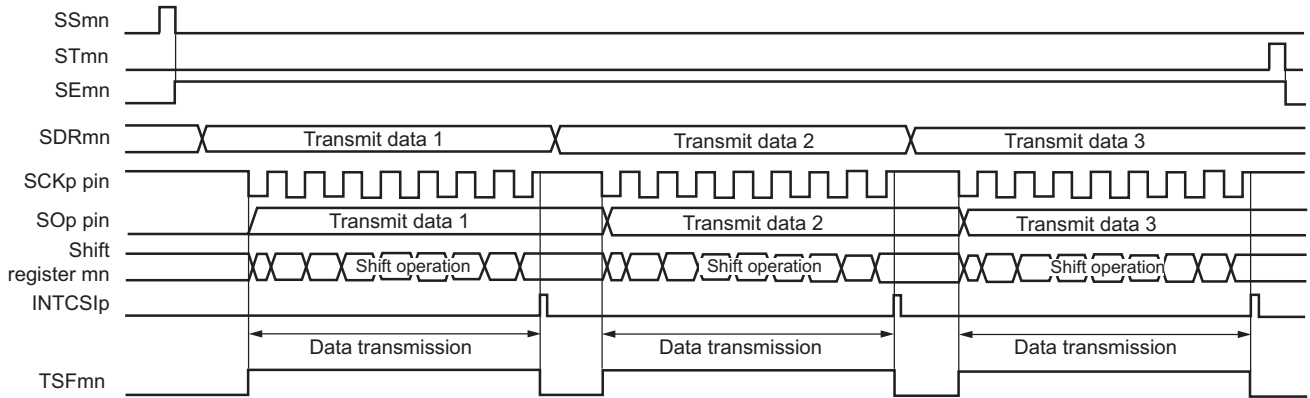 SSmn
STmn
SEmn
SDRmn
Transmit data 1
Transmit data 2
Transmit data 3
SCKp pin
SOp pin
Transmit data 1
Transmit data 2
Transmit data 3
Shift
register mn
Shift operation
Shift operation
Shift operation
INTCSIp
Data transmission
Data transmission
Data transmission
TSFmn